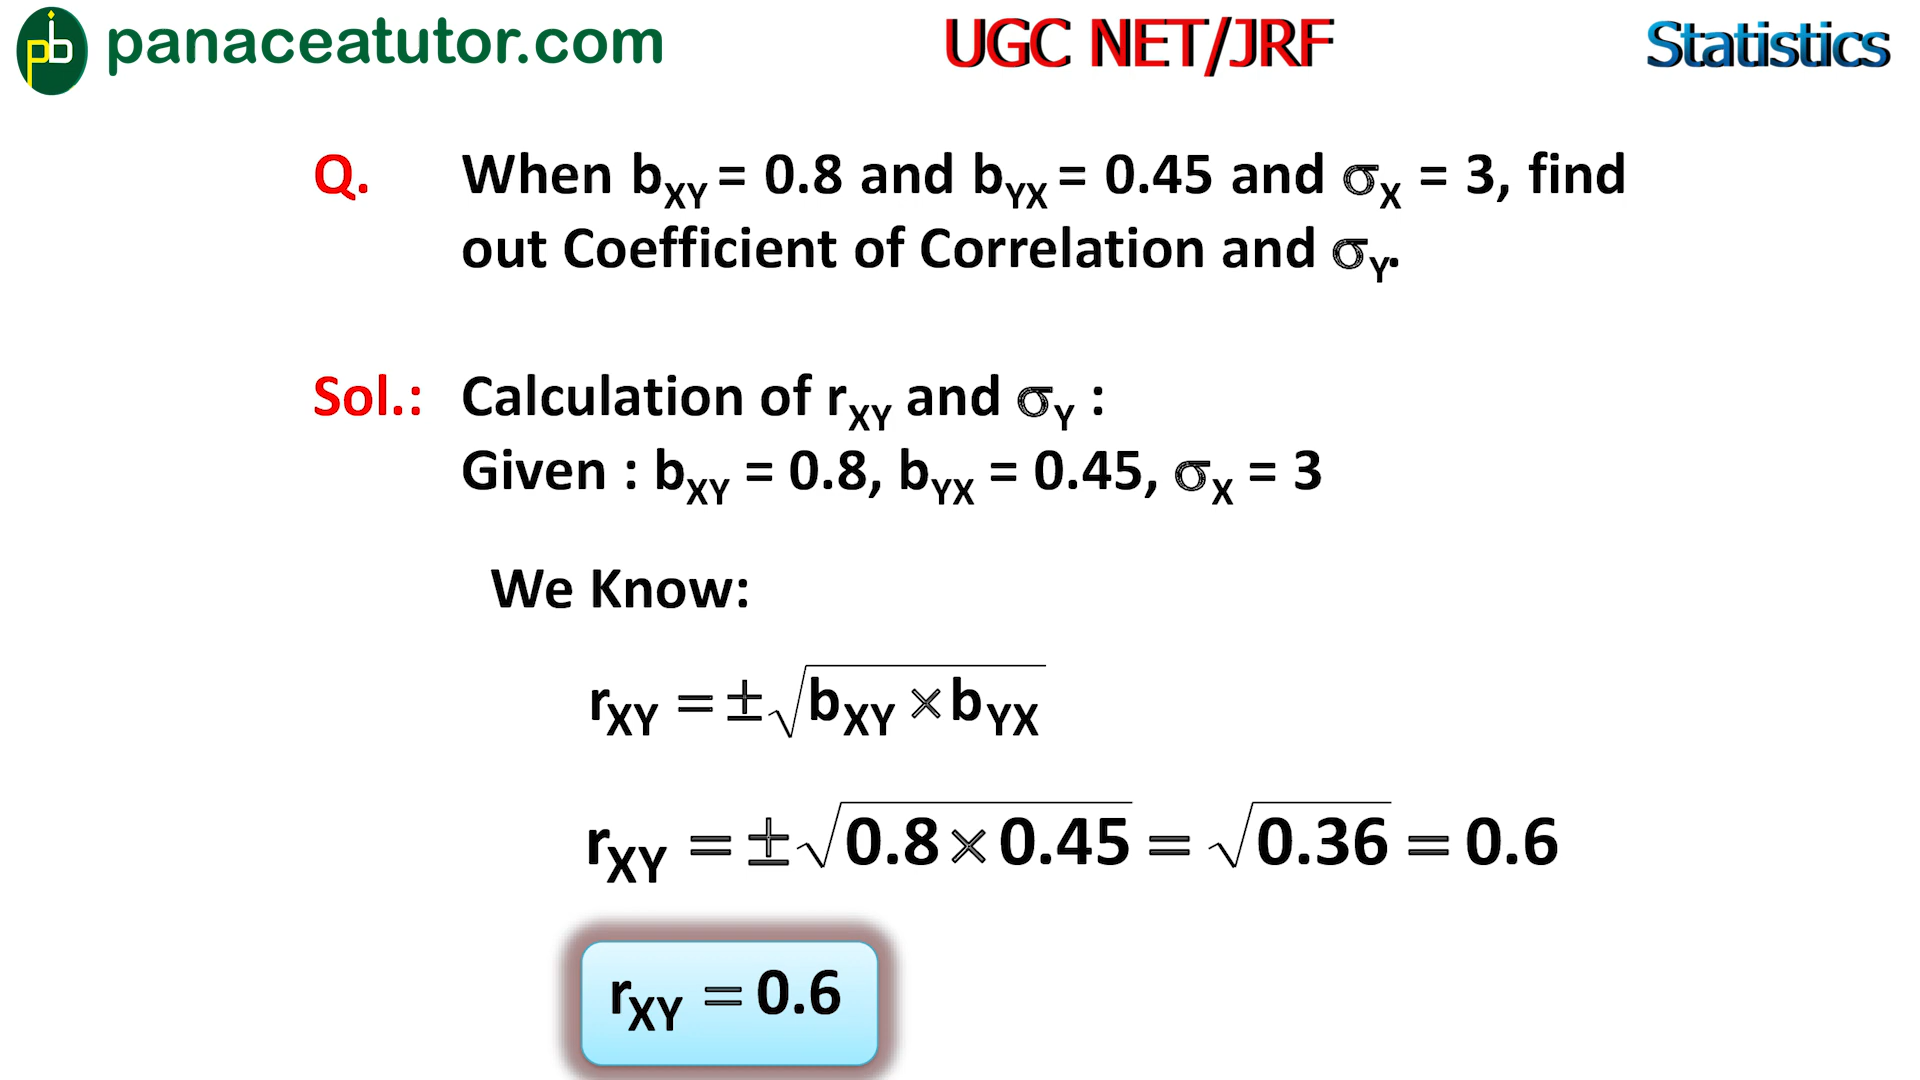 pib panaceatutor.com UGC NET/JRF Statistics
Q. When bXY = 0.8 and bYX = 0.45 and σX = 3, find
out Coefficient of Correlation and σY.
Sol.: Calculation of rXY and σY :
Given : bXY = 0.8, bYX = 0.45, σX = 3
We Know:
rXY = ±√bXY × bYX
rXY = ±√0.8 × 0.45 = √0.36 = 0.6
rXY = 0.6